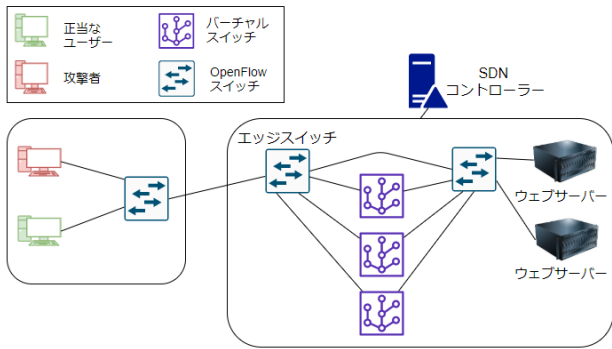 正当な
ユーザー
バーチャル
スイッチ
攻撃者
OpenFlow
スイッチ
SDN
コントローラー
エッジスイッチ
ウェブサーバー
ウェブサーバー